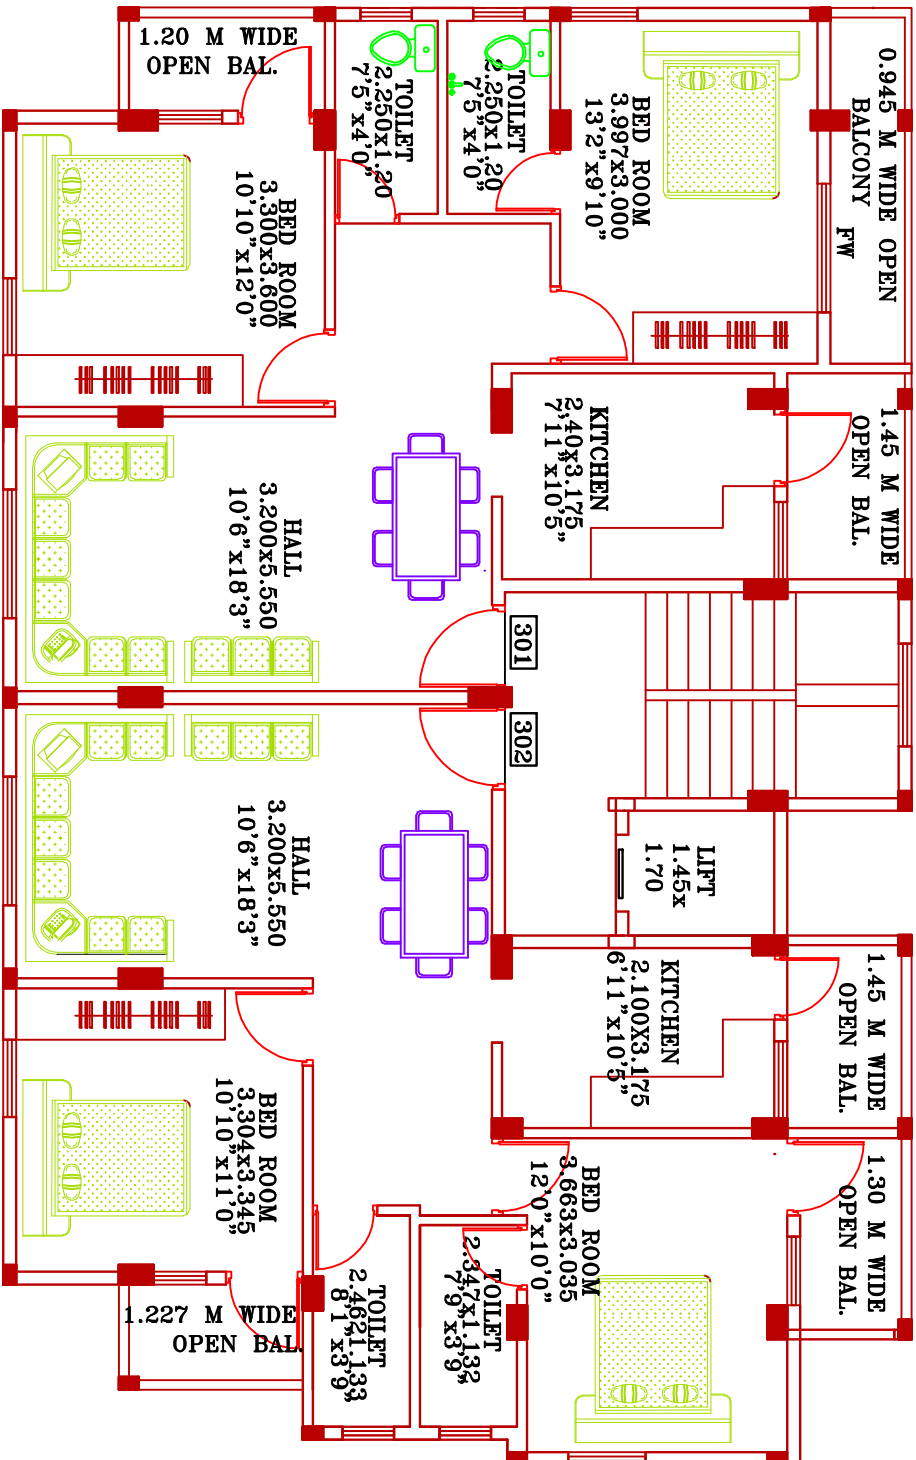 1.20 M WIDE
OPEN BAL.
TOILET
2.250x1.20
7'5"x4'0"
TOILET
2.250x1.20
7'5"x4'0"
BED ROOM
3.997x3.000
13'2"x9'10"
0.945 M WIDE OPEN
BALCONY
FW
BED ROOM
3.300x3.600
10'10"x12'0"
KITCHEN
2.40x3.175
7'11"x10'5"
1.45 M WIDE
OPEN BAL.
HALL
3.200x5.550
10'6"x18'3"
301
302
HALL
3.200x5.550
10'6"x18'3"
LIFT
1.45x
1.70
KITCHEN
2.100X3.175
6'11"x10'5"
1.45 M WIDE
OPEN BAL.
BED ROOM
3.304x3.345
10'10"x11'0"
BED ROOM
3.663x3.035
12'0"x10'0"
1.30 M WIDE
OPEN BAL.
1.227 M WIDE
OPEN BAL.
TOILET
2.4621.133
8'1"x3'9"
TOILET
2.347x1.132
7'9"x3'9"